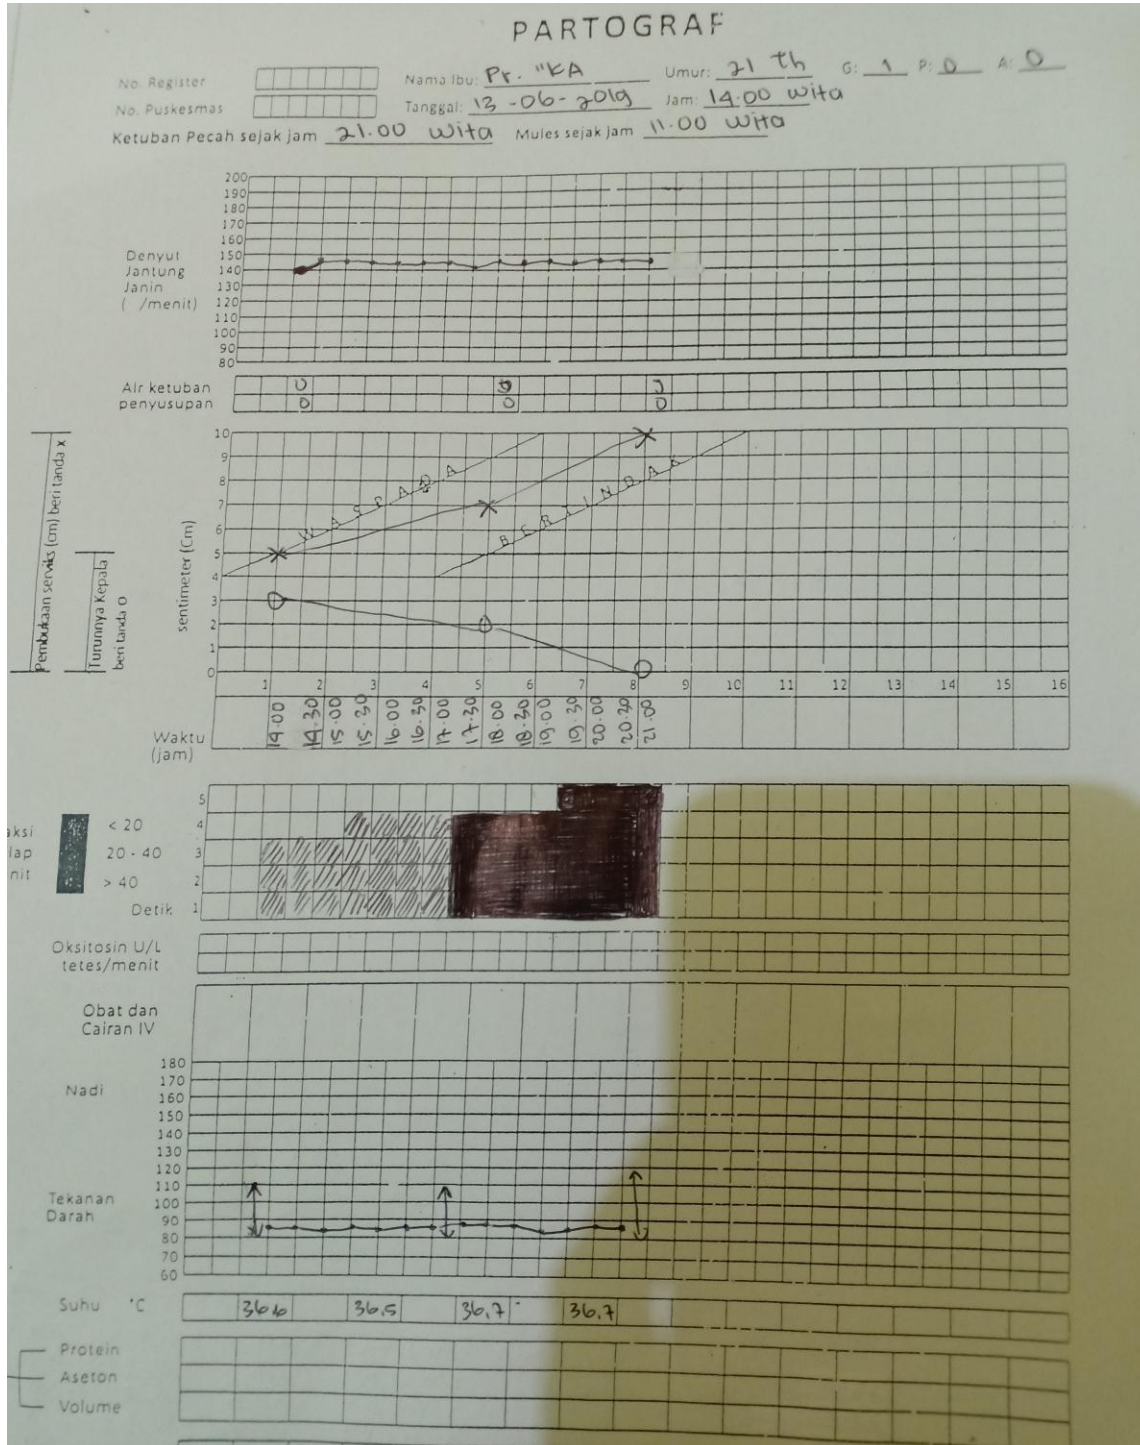 PARTOGRAF
No. Register Nama Ibu: Pr. "KA Umur: 21 Th G: 1 P: 0 A: 0
No. Puskesmas Tanggal: 13-06-2019 Jam: 14.00 wita
Ketuban Pecah sejak jam 21.00 wita Mules sejak jam 11.00 wita
200
190
180
170
160
150
140
130
120
110
100
90
80
Denyut
Jantung
Janin
( /menit)
Air ketuban U U J
penyusupan 0 0 0
Pembukaan serviks (cm) beri tanda x
Turunnya Kepala
beri tanda O
sentimeter (Cm)
10
9
8
7
6
5
4
3
2
1
0
WASPADA
BERTINDAK
1 2 3 4 5 6 7 8 9 10 11 12 13 14 15 16
Waktu
(jam)
14.00 14.30 15.00 15.30 16.00 16.30 17.00 17.30 18.00 18.30 19.00 19.30 20.00 20.30 21.00
5
4
3
2
1
aksi < 20
lap 20 - 40
nit > 40
Detik
Oksitosin U/L
tetes/menit
Obat dan
Cairan IV
Nadi
180
170
160
150
140
130
120
110
100
90
80
70
60
Tekanan
Darah
Suhu °C 36,6 36,5 36,7 36,7
Protein
Aseton
Volume